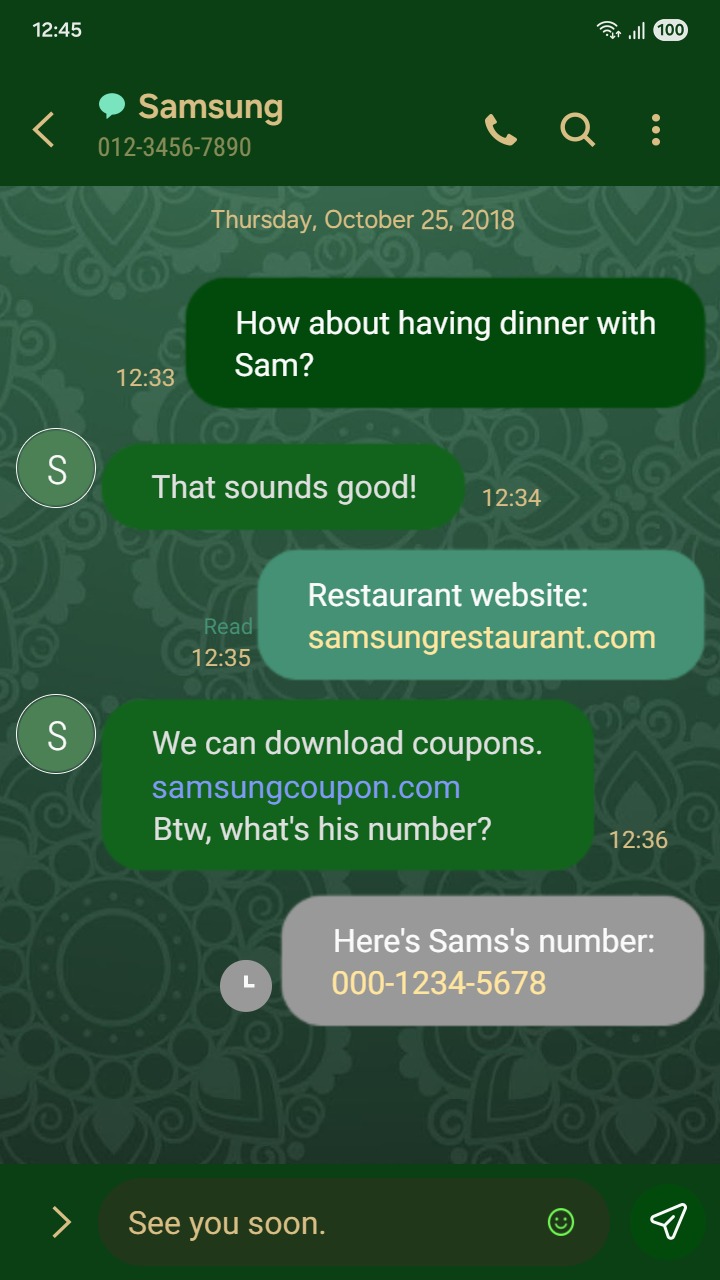 12:45
100
Samsung
012-3456-7890
Thursday, October 25, 2018
How about having dinner with
Sam?
12:33
S
That sounds good!
12:34
Restaurant website:
samsungrestaurant.com
Read
12:35
S
We can download coupons.
samsungcoupon.com
Btw, what's his number?
12:36
Here's Sams's number:
000-1234-5678
See you soon.